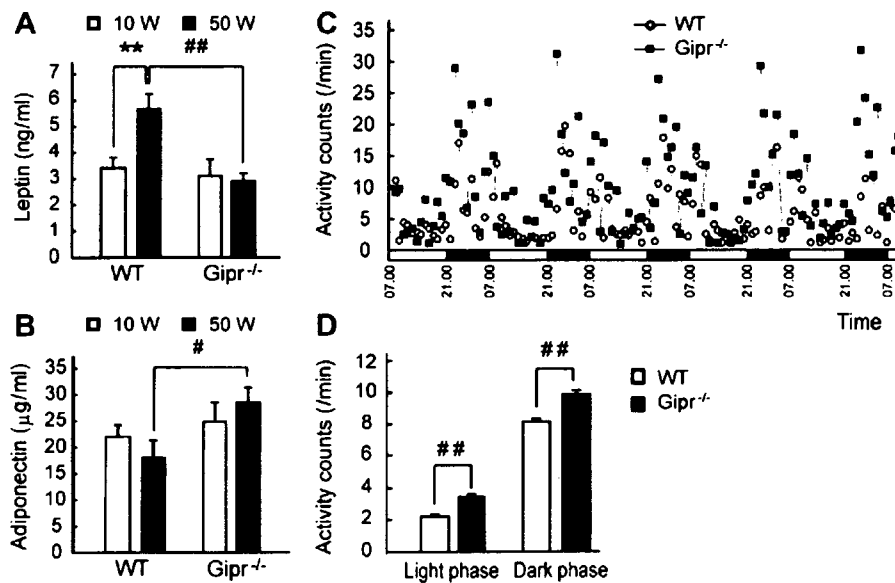 A
10 W 50 W
**
##
Leptin (ng/ml)
7
6
5
4
3
2
1
0
WT Gipr-/-
B
10 W 50 W
#
Adiponectin (μg/ml)
35
30
25
20
15
10
5
0
WT Gipr-/-
C
WT
Gipr-/-
Activity counts (/min)
35
30
25
20
15
10
5
0
07.00 21.00 07.00 21.00 07.00 21.00 07.00 21.00 07.00 21.00 07.00
Time
D
WT
Gipr-/-
##
##
Activity counts (/min)
12
10
8
6
4
2
0
Light phase Dark phase